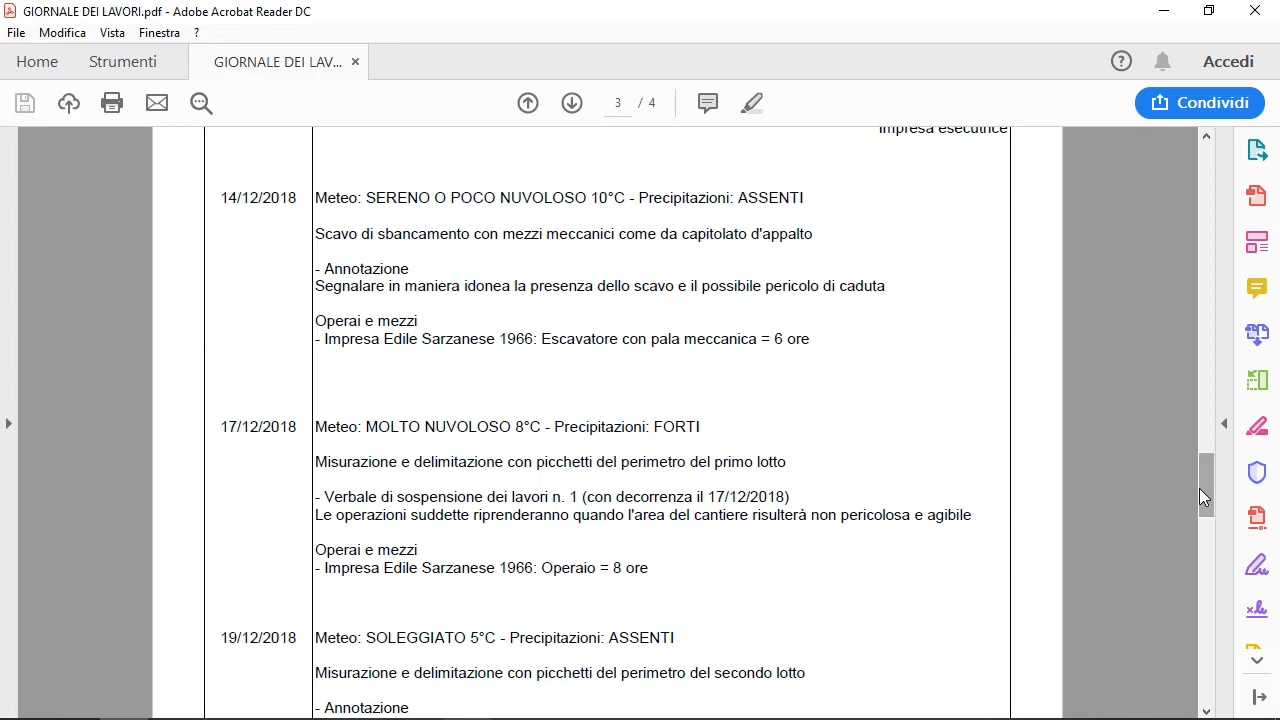 GIORNALE DEI LAVORI.pdf - Adobe Acrobat Reader DC
File Modifica Vista Finestra ?
Home Strumenti GIORNALE DEI LAV... × Accedi
3 / 4 Condividi
Impresa esecutrice
14/12/2018 Meteo: SERENO O POCO NUVOLOSO 10°C - Precipitazioni: ASSENTI
Scavo di sbancamento con mezzi meccanici come da capitolato d'appalto
- Annotazione
Segnalare in maniera idonea la presenza dello scavo e il possibile pericolo di caduta
Operai e mezzi
- Impresa Edile Sarzanese 1966: Escavatore con pala meccanica = 6 ore
17/12/2018 Meteo: MOLTO NUVOLOSO 8°C - Precipitazioni: FORTI
Misurazione e delimitazione con picchetti del perimetro del primo lotto
- Verbale di sospensione dei lavori n. 1 (con decorrenza il 17/12/2018)
Le operazioni suddette riprenderanno quando l'area del cantiere risulterà non pericolosa e agibile
Operai e mezzi
- Impresa Edile Sarzanese 1966: Operaio = 8 ore
19/12/2018 Meteo: SOLEGGIATO 5°C - Precipitazioni: ASSENTI
Misurazione e delimitazione con picchetti del perimetro del secondo lotto
- Annotazione